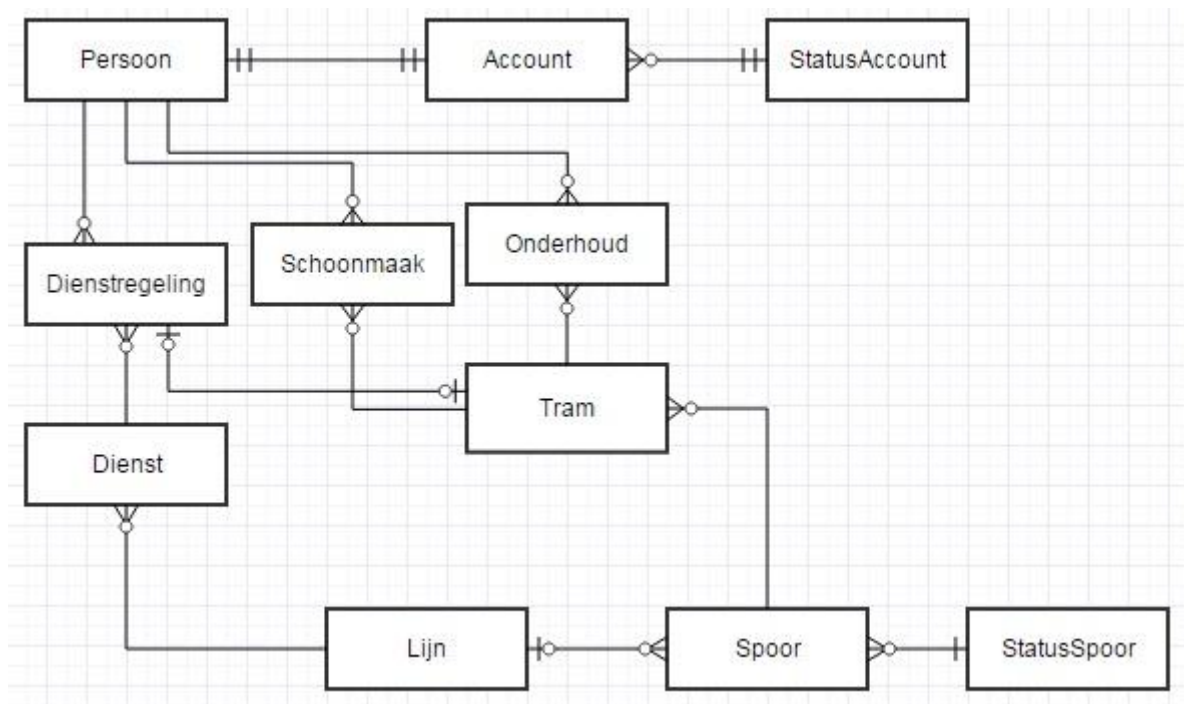 Persoon
Account
StatusAccount
Onderhoud
Schoonmaak
Dienstregeling
Tram
Dienst
Lijn
Spoor
StatusSpoor